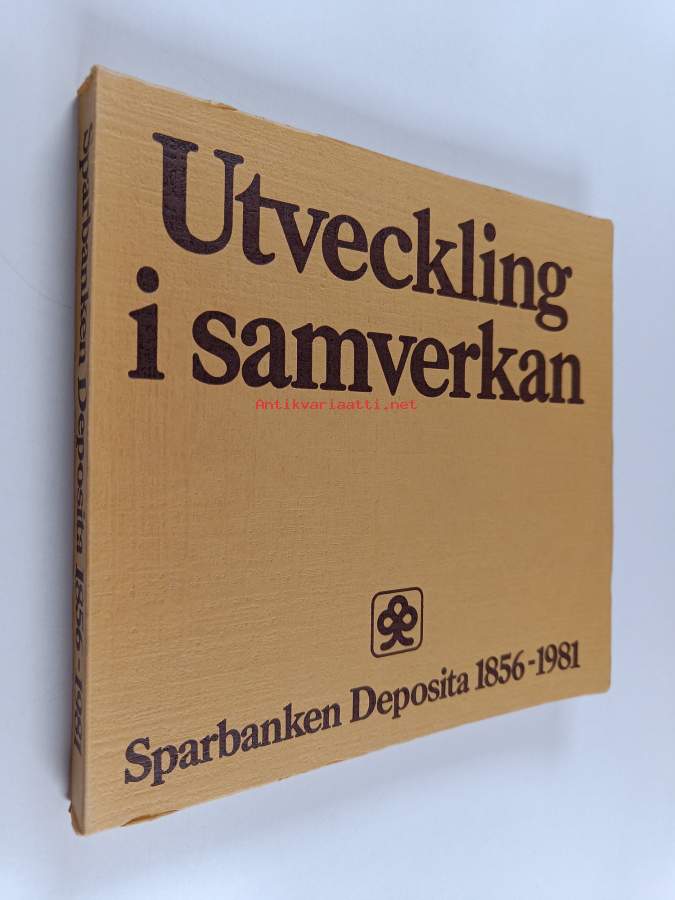 Utveckling
i samverkan
Antikvariaatti.net
Sparbanken Deposita 1856-1981
Sparbanken Deposita 1856-1981